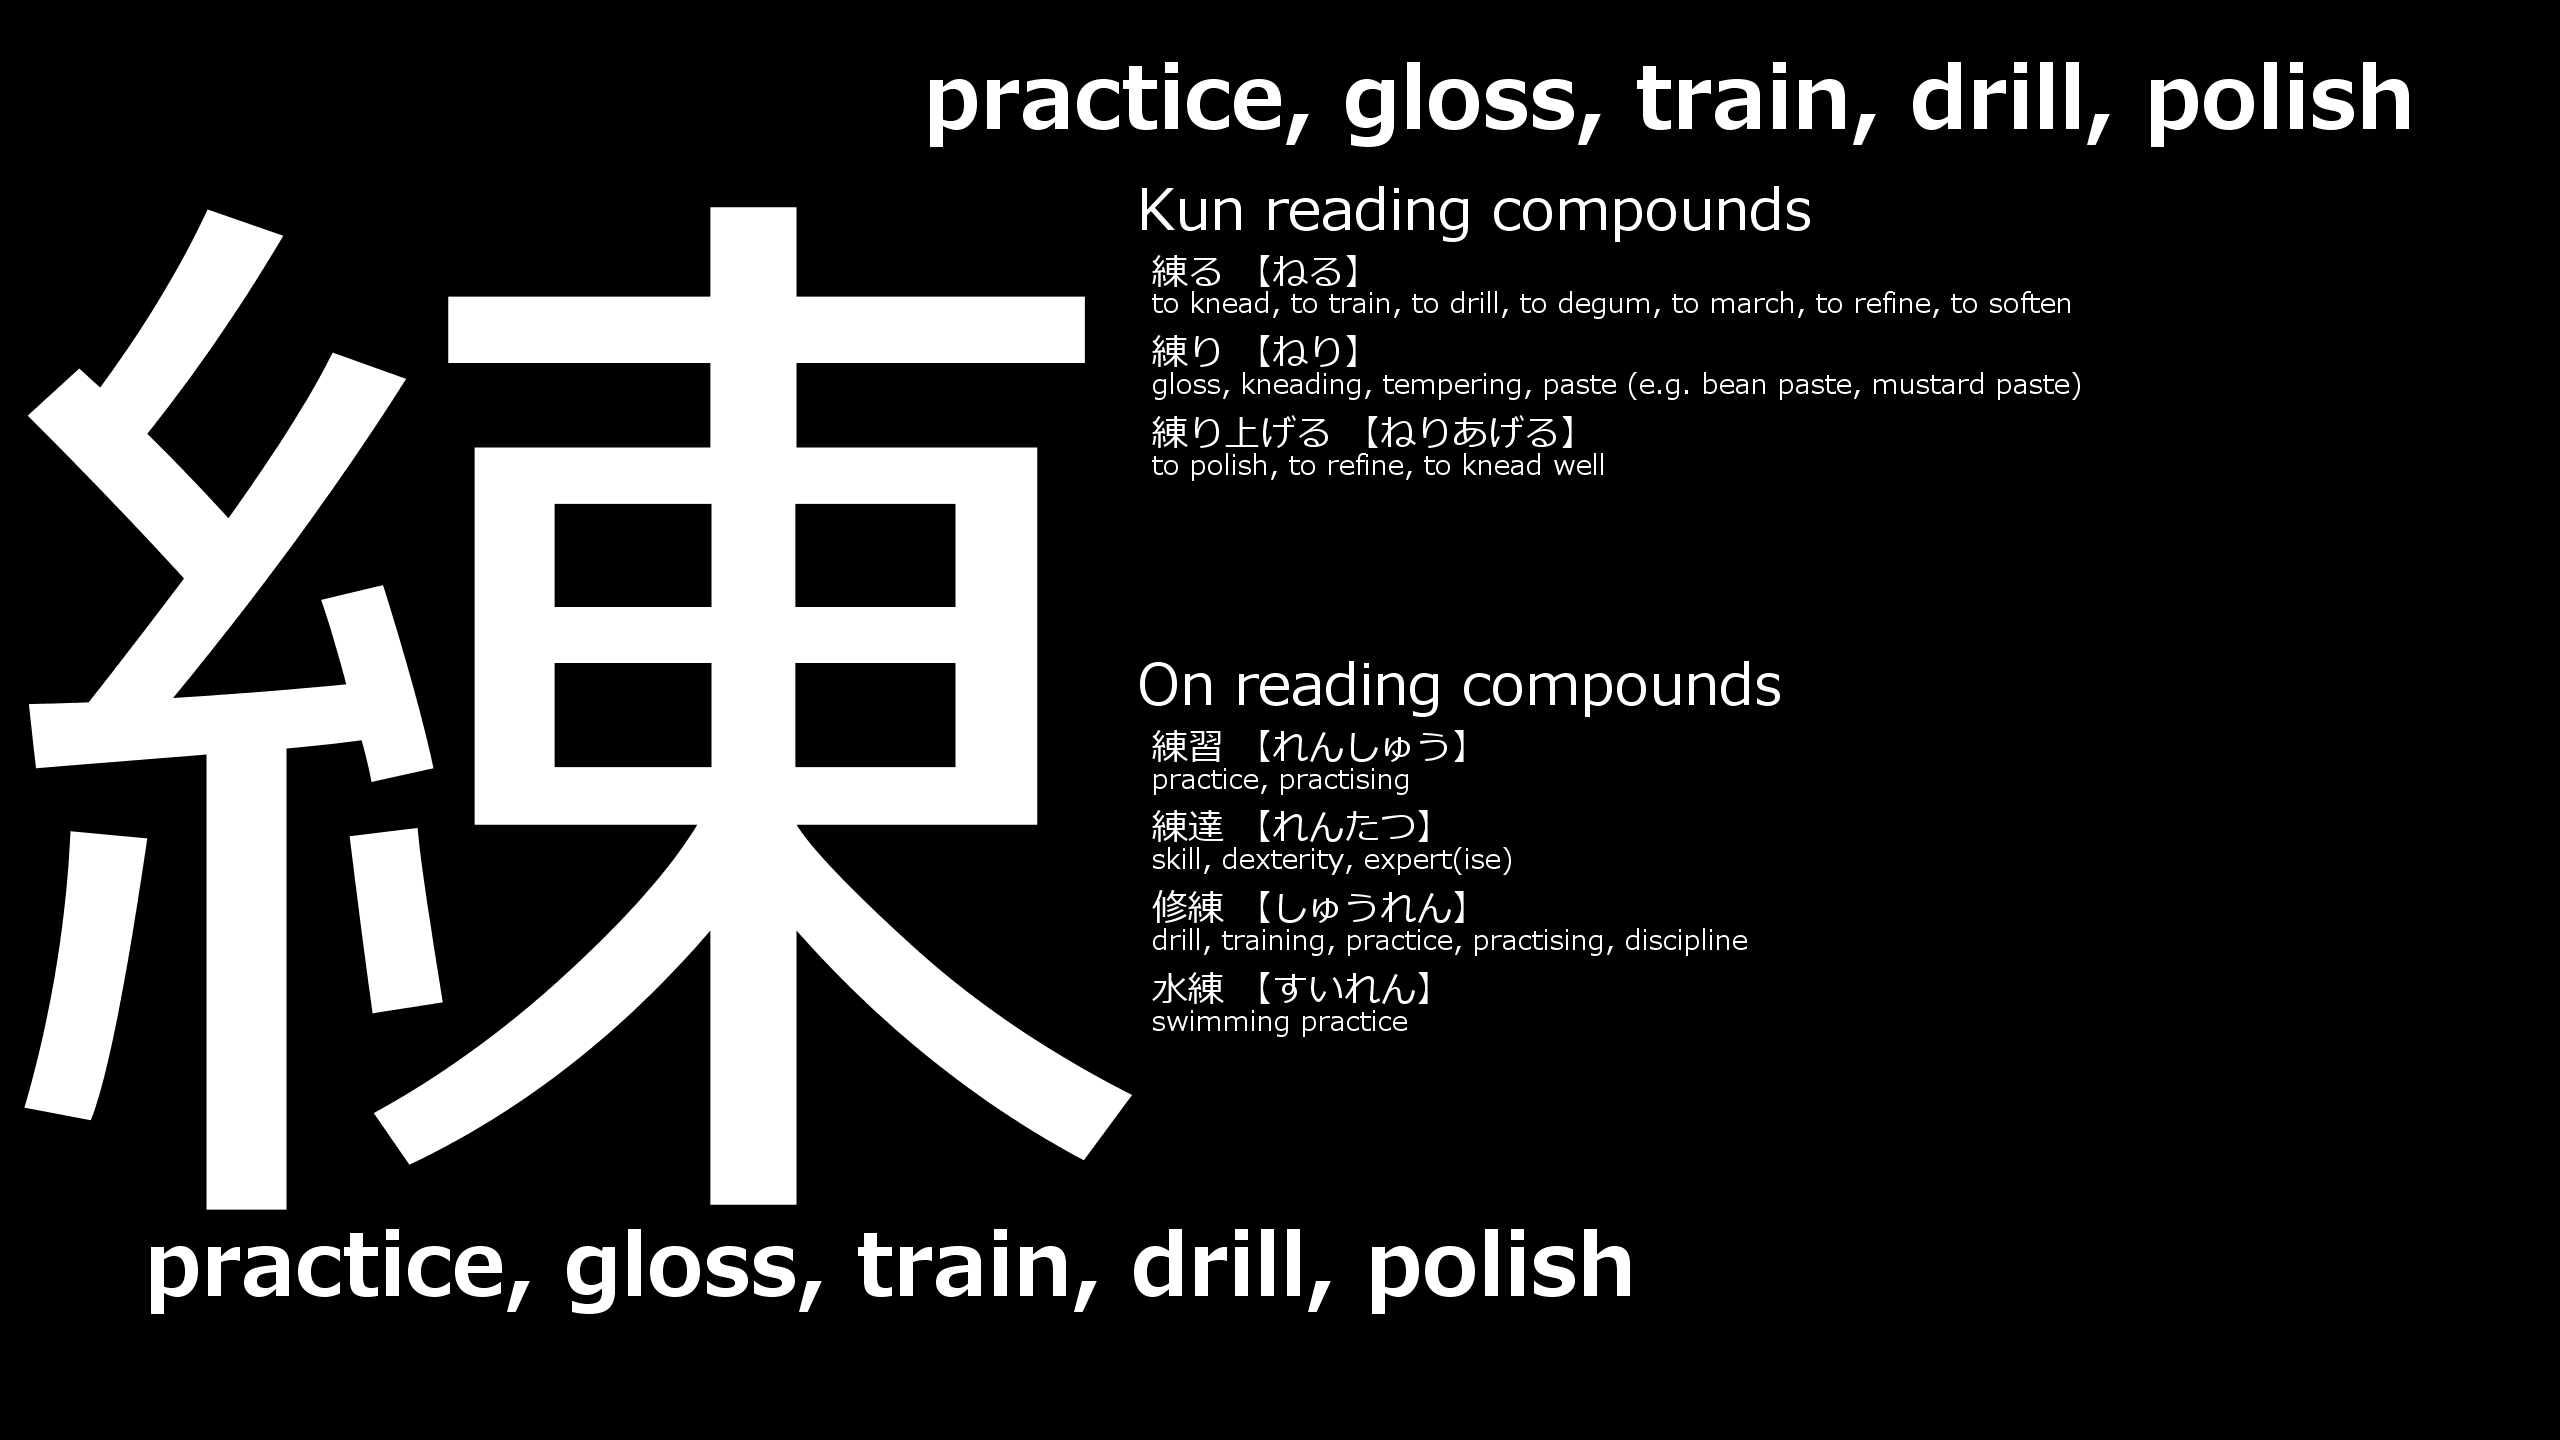 practice, gloss, train, drill, polish
練
Kun reading compounds
練る 【ねる】
to knead, to train, to drill, to degum, to march, to refine, to soften
練り 【ねり】
gloss, kneading, tempering, paste (e.g. bean paste, mustard paste)
練り上げる 【ねりあげる】
to polish, to refine, to knead well
On reading compounds
練習 【れんしゅう】
practice, practising
練達 【れんたつ】
skill, dexterity, expert(ise)
修練 【しゅうれん】
drill, training, practice, practising, discipline
水練 【すいれん】
swimming practice
practice, gloss, train, drill, polish